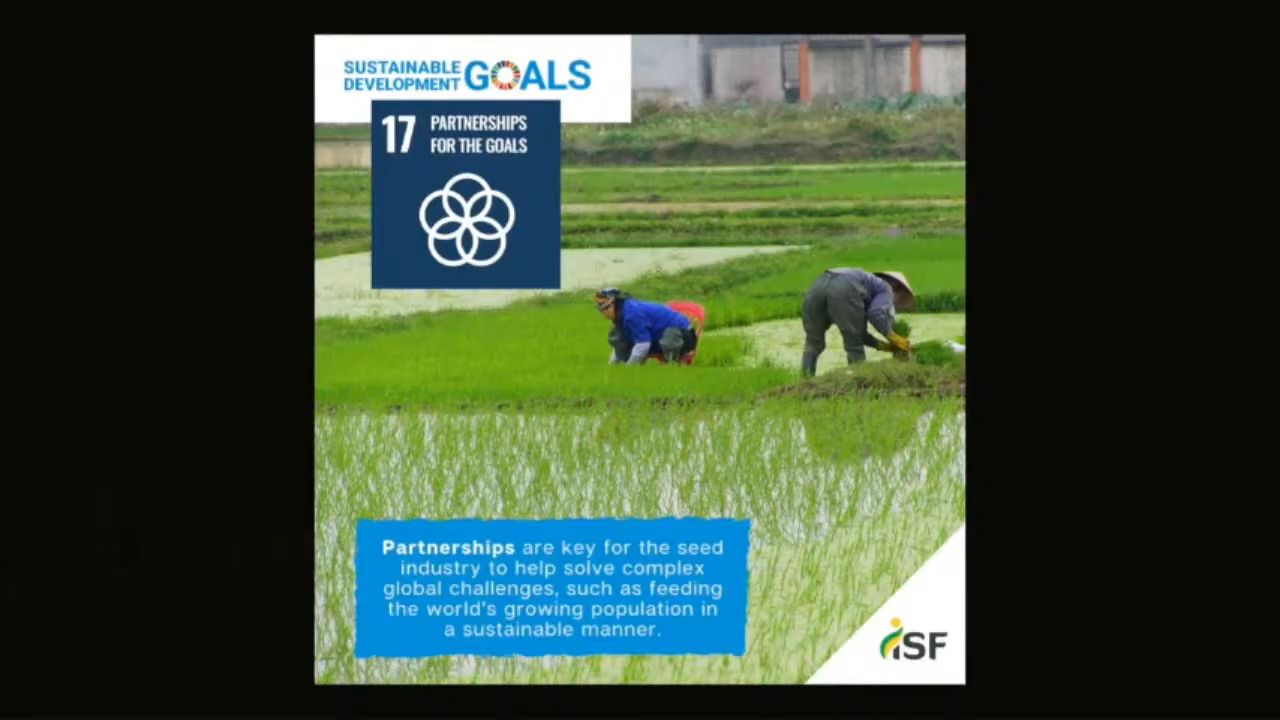 SUSTAINABLE
DEVELOPMENT
GOALS
17
PARTNERSHIPS
FOR THE GOALS
Partnerships are key for the seed
industry to help solve complex
global challenges, such as feeding
the world's growing population in
a sustainable manner.
iSF